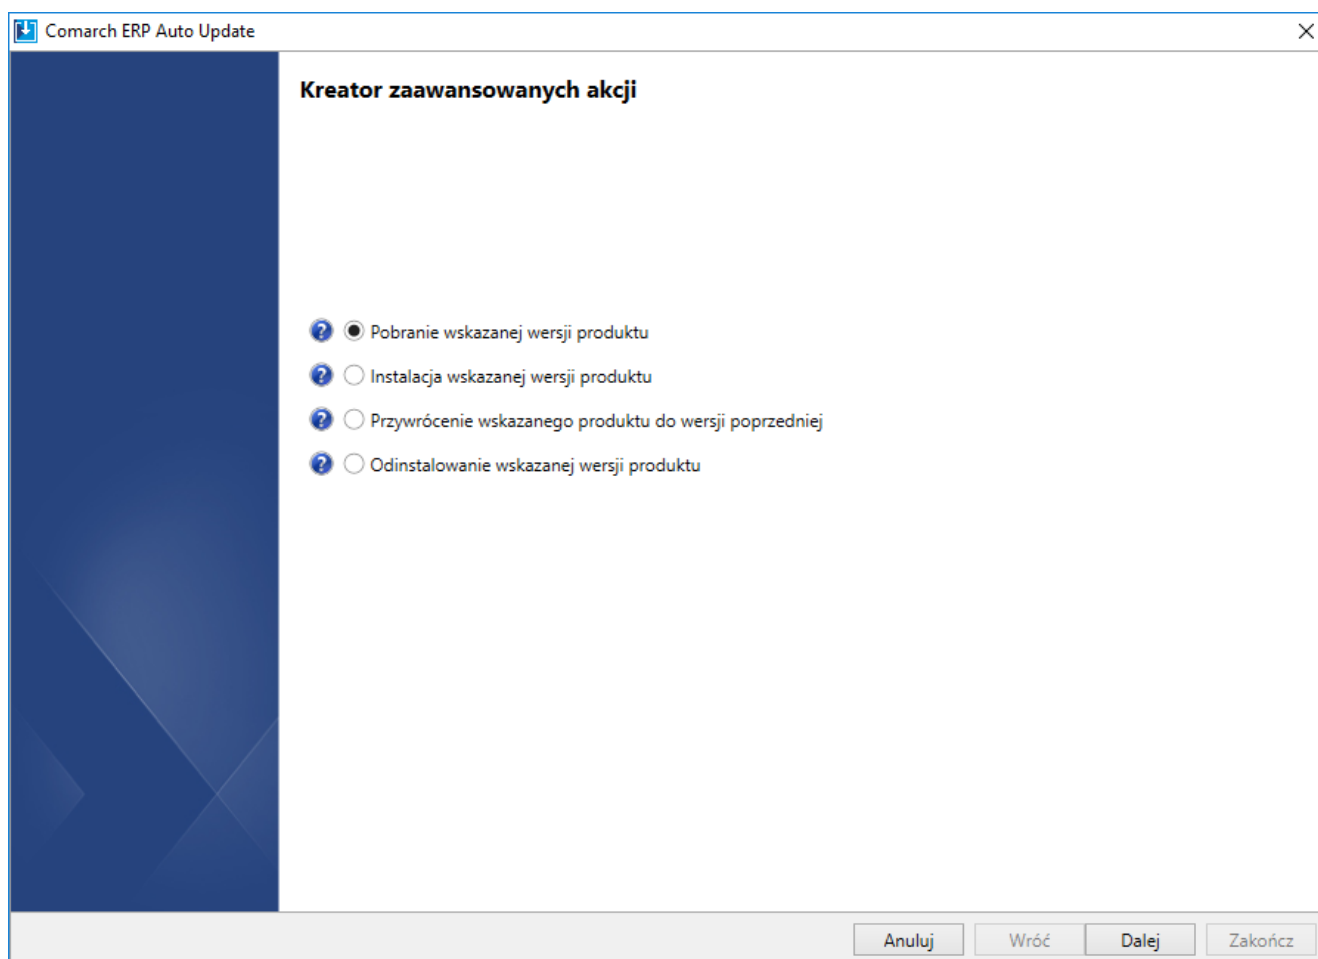 Comarch ERP Auto Update
Kreator zaawansowanych akcji
Pobranie wskazanej wersji produktu
Instalacja wskazanej wersji produktu
Przywrócenie wskazanego produktu do wersji poprzedniej
Odinstalowanie wskazanej wersji produktu
Anuluj Wróć Dalej Zakończ